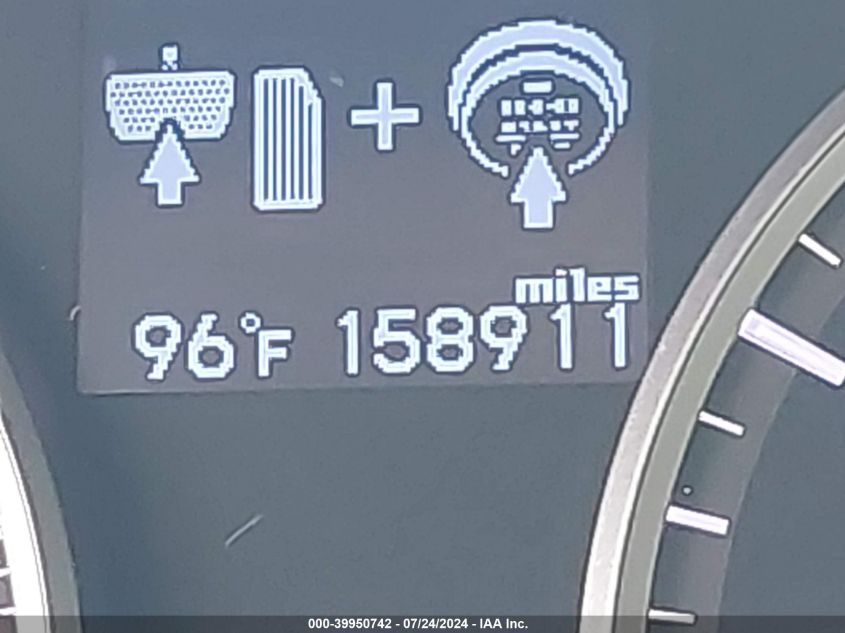 miles
96°F 158911
000-39950742 - 07/24/2024 - IAA Inc.